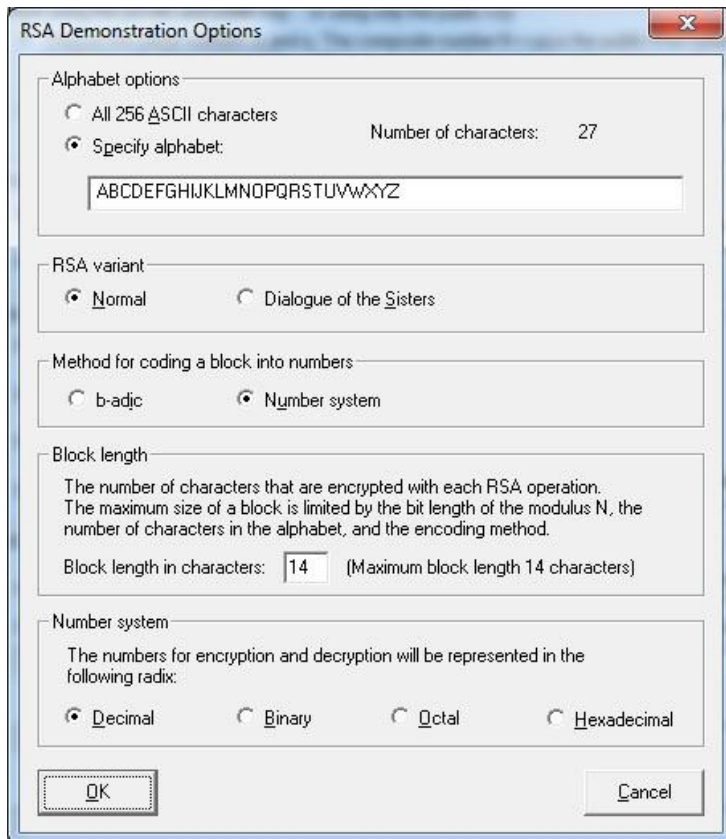 RSA Demonstration Options
Alphabet options
All 256 ASCII characters
Specify alphabet:
Number of characters: 27
ABCDEFGHIJKLMNOPQRSTUVWXYZ
RSA variant
Normal
Dialogue of the Sisters
Method for coding a block into numbers
b-adic
Number system
Block length
The number of characters that are encrypted with each RSA operation.
The maximum size of a block is limited by the bit length of the modulus N, the
number of characters in the alphabet, and the encoding method.
Block length in characters: 14 (Maximum block length 14 characters)
Number system
The numbers for encryption and decryption will be represented in the
following radix:
Decimal Binary Octal Hexadecimal
OK Cancel